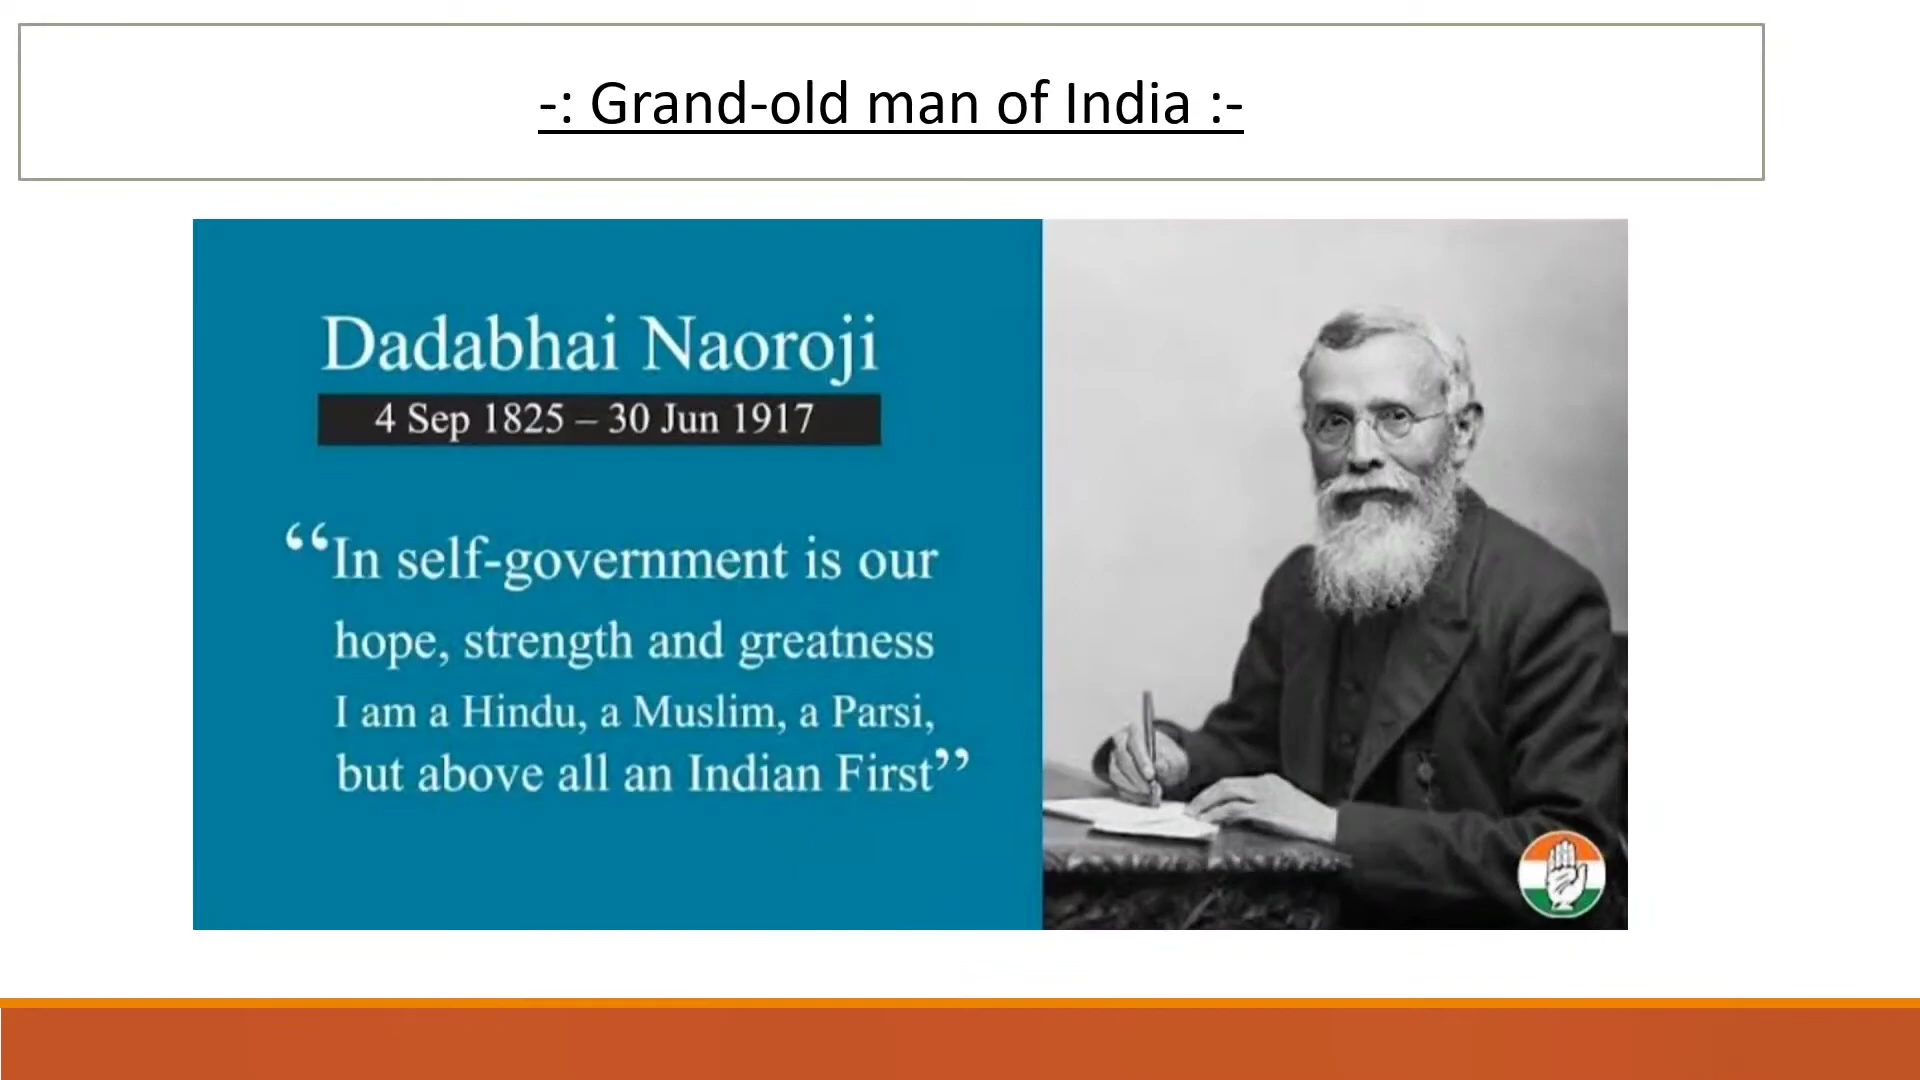 -: Grand-old man of India :-
Dadabhai Naoroji
4 Sep 1825 – 30 Jun 1917
“In self-government is our
hope, strength and greatness
I am a Hindu, a Muslim, a Parsi,
but above all an Indian First”